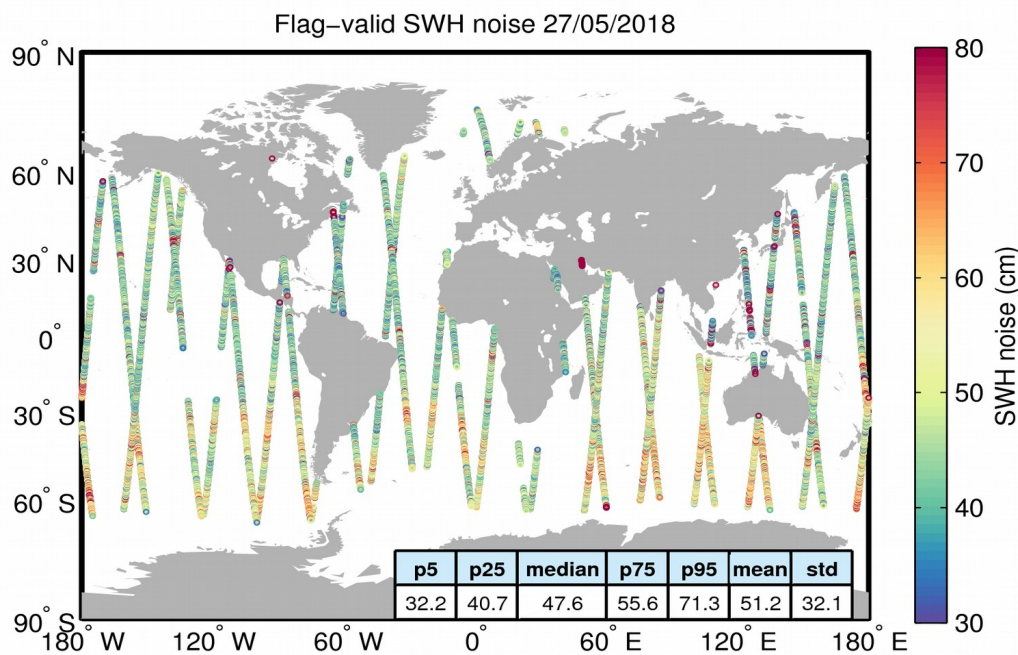 Flag−valid SWH noise 27/05/2018
90° N
60° N
30° N
0°
30° S
60° S
90° S
180° W
120° W
60° W
0°
60° E
120° E
180° E
p5 p25 median p75 p95 mean std
32.2 40.7 47.6 55.6 71.3 51.2 32.1
80
70
60
50
40
30
SWH noise (cm)